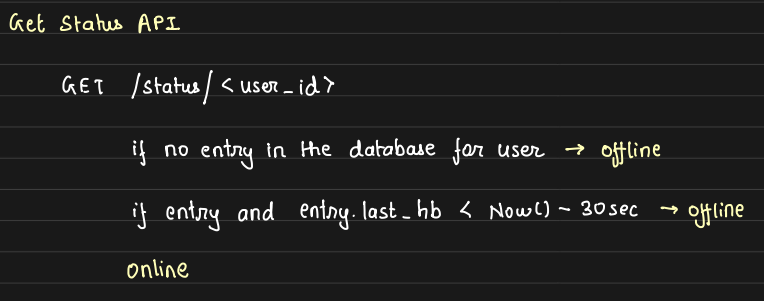 Get Status API
GET /status/<user_id>
if no entry in the database for user → offline
if entry and entry.last_hb < Now() - 30sec → offline
online